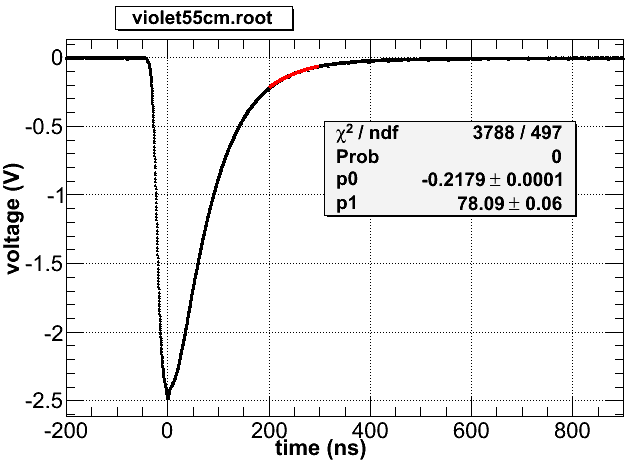 violet55cm.root
χ² / ndf 3788 / 497
Prob 0
p0 -0.2179 ± 0.0001
p1 78.09 ± 0.06
voltage (V)
0
-0.5
-1
-1.5
-2
-2.5
-200 0 200 400 600 800
time (ns)